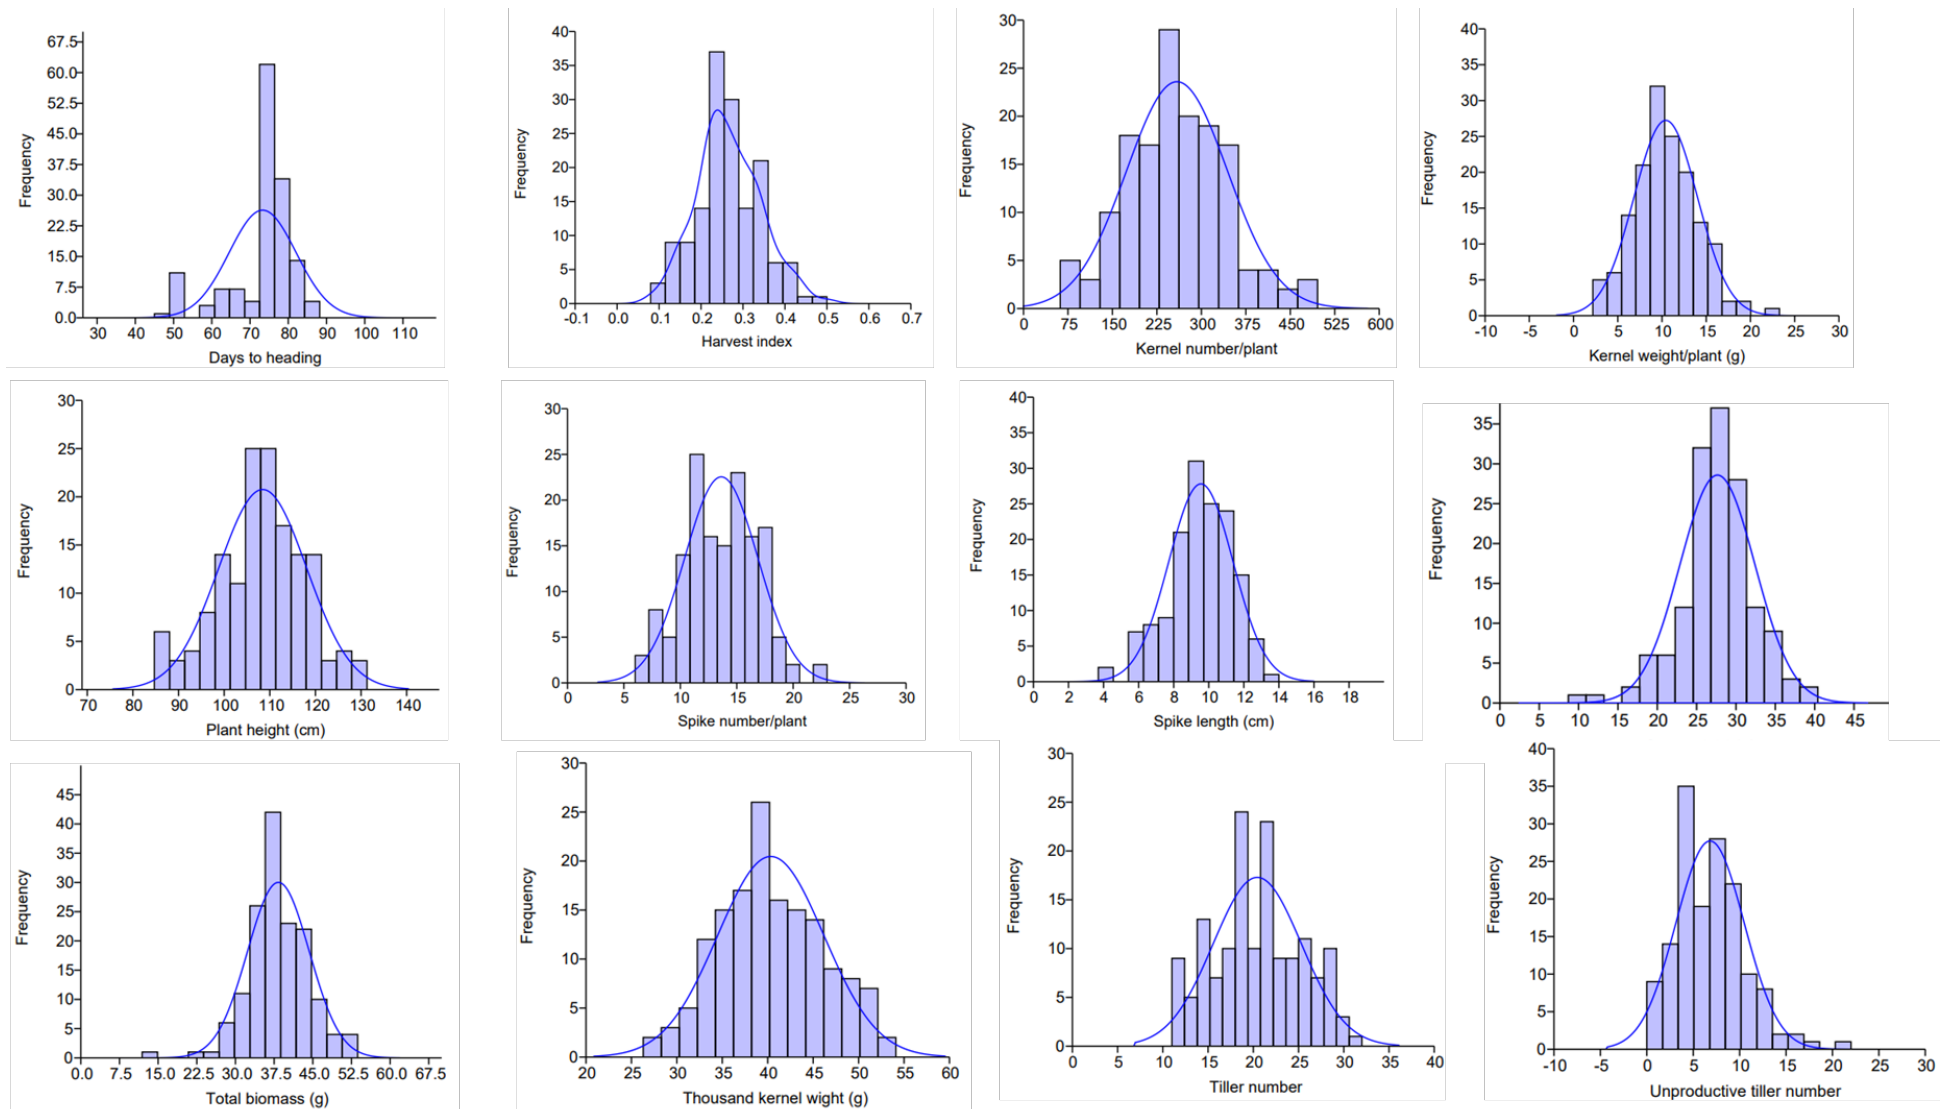 67.5
60.0
52.5
45.0
37.5
30.0
22.5
15.0
7.5
0.0
Frequency
30 40 50 60 70 80 90 100 110
Days to heading
40
35
30
25
20
15
10
5
0
Frequency
-0.1 0.0 0.1 0.2 0.3 0.4 0.5 0.6 0.7
Harvest index
30
25
20
15
10
5
0
Frequency
0 75 150 225 300 375 450 525 600
Kernel number/plant
40
35
30
25
20
15
10
5
0
Frequency
-10 -5 0 5 10 15 20 25 30
Kernel weight/plant (g)
30
25
20
15
10
5
0
Frequency
70 80 90 100 110 120 130 140
Plant height (cm)
30
25
20
15
10
5
0
Frequency
0 5 10 15 20 25 30
Spike number/plant
40
35
30
25
20
15
10
5
0
Frequency
0 2 4 6 8 10 12 14 16 18
Spike length (cm)
35
30
25
20
15
10
5
0
Frequency
0 5 10 15 20 25 30 35 40 45
45
40
35
30
25
20
15
10
5
0
Frequency
0.0 7.5 15.0 22.5 30.0 37.5 45.0 52.5 60.0 67.5
Total biomass (g)
30
25
20
15
10
5
0
Frequency
20 25 30 35 40 45 50 55 60
Thousand kernel wight (g)
30
25
20
15
10
5
0
Frequency
0 5 10 15 20 25 30 35 40
Tiller number
40
35
30
25
20
15
10
5
0
Frequency
-10 -5 0 5 10 15 20 25 30
Unproductive tiller number